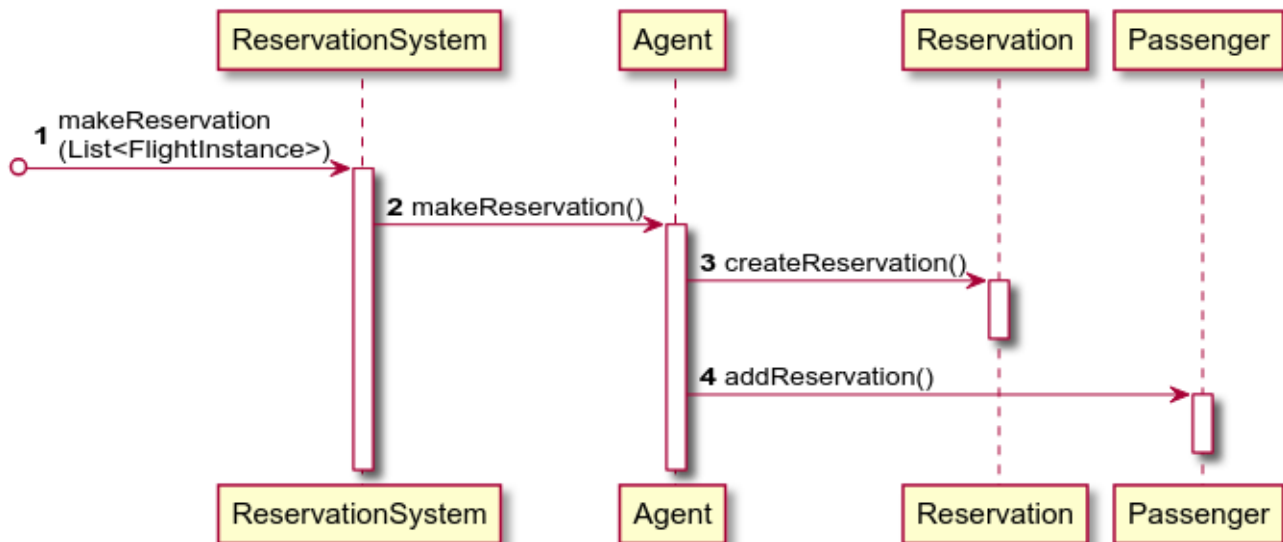 ReservationSystem
Agent
Reservation
Passenger
1 makeReservation
(List<FlightInstance>)
2 makeReservation()
3 createReservation()
4 addReservation()
ReservationSystem
Agent
Reservation
Passenger